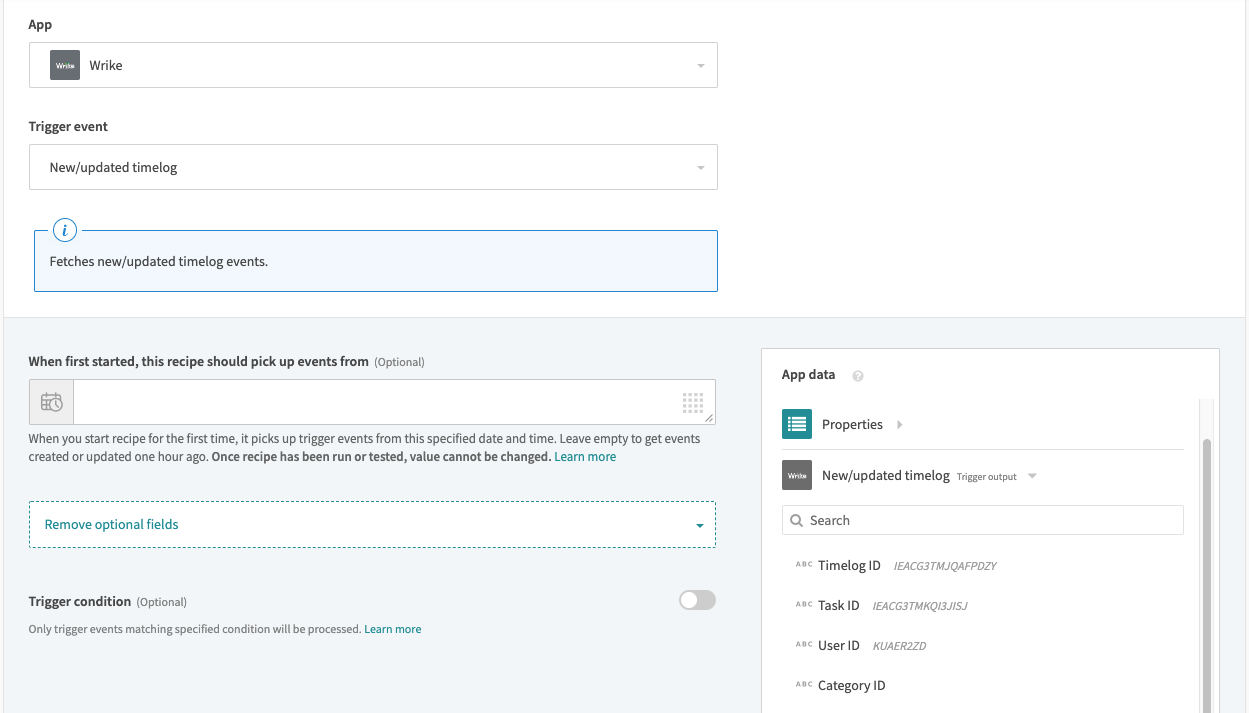 App
Wrike
Wrike
Trigger event
New/updated timelog
i
Fetches new/updated timelog events.
When first started, this recipe should pick up events from (Optional)
When you start recipe for the first time, it picks up trigger events from this specified date and time. Leave empty to get events
created or updated one hour ago. Once recipe has been run or tested, value cannot be changed. Learn more
Remove optional fields
Trigger condition (Optional)
Only trigger events matching specified condition will be processed. Learn more
App data ?
Properties
Wrike
New/updated timelog Trigger output
Search
ABC Timelog ID IEACG3TMJQAFPDZY
ABC Task ID IEACG3TMKQI3JISJ
ABC User ID KUAER2ZD
ABC Category ID